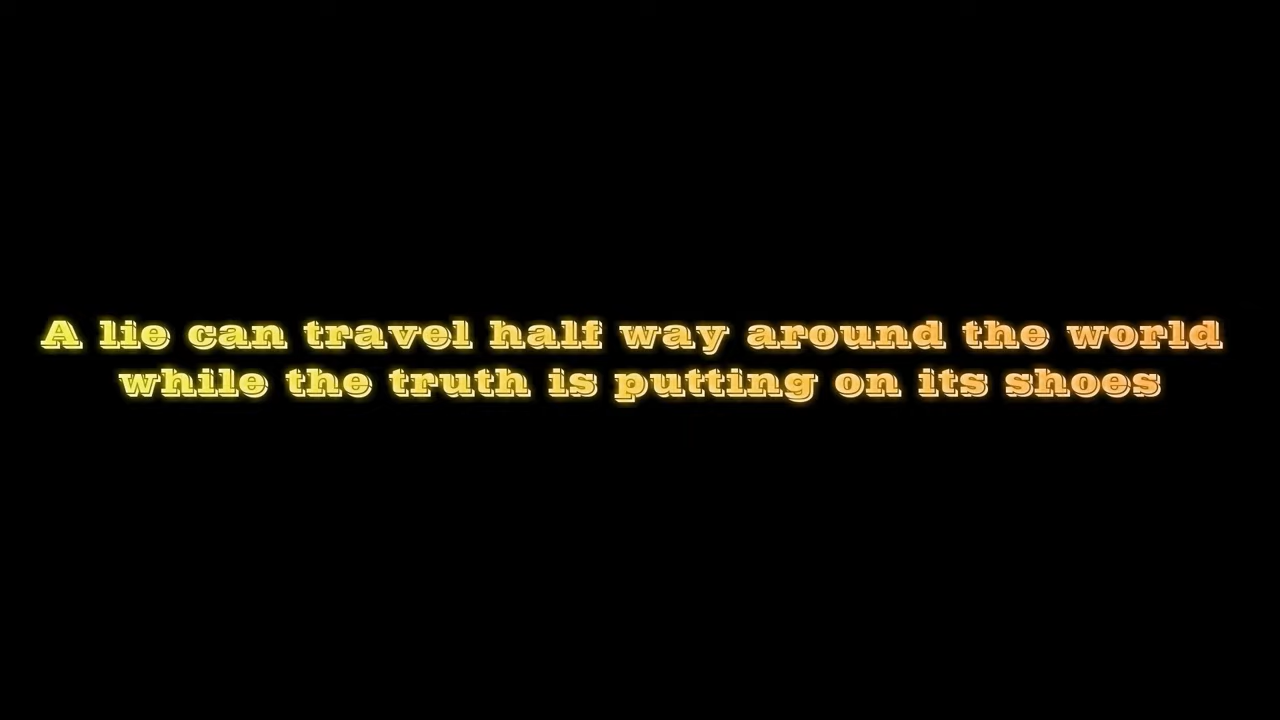 A lie can travel half way around the world
while the truth is putting on its shoes